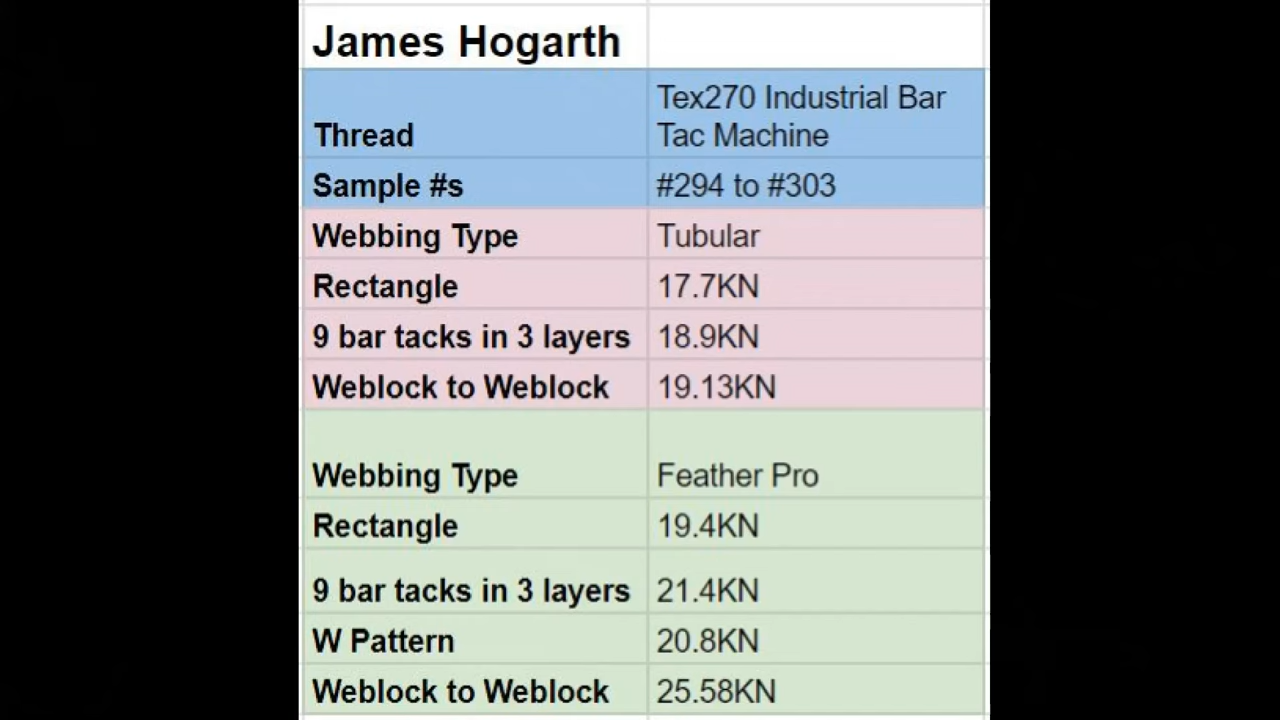 James Hogarth
Thread Tex270 Industrial Bar
Tac Machine
Sample #s #294 to #303
Webbing Type Tubular
Rectangle 17.7KN
9 bar tacks in 3 layers 18.9KN
Weblock to Weblock 19.13KN
Webbing Type Feather Pro
Rectangle 19.4KN
9 bar tacks in 3 layers 21.4KN
W Pattern 20.8KN
Weblock to Weblock 25.58KN